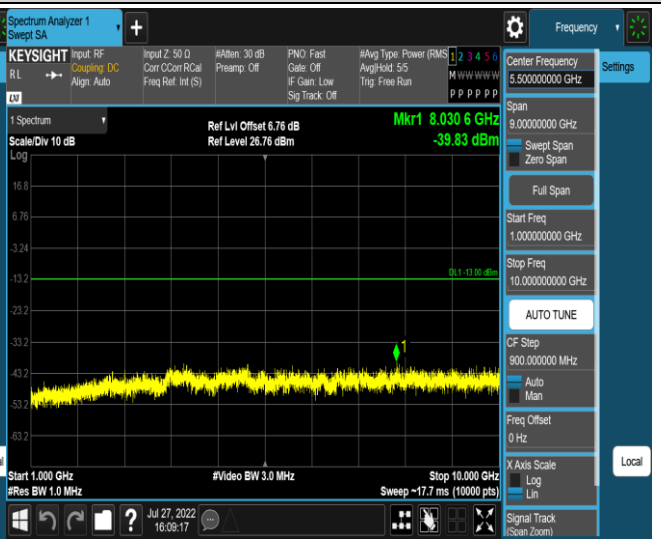 Spectrum Analyzer 1
Swept SA
+
Frequency
KEYSIGHT
RL
LXI
Input: RF
Coupling: DC
Align: Auto
Input Z: 50 Ω
Corr CCorr RCal
Freq Ref: Int (S)
#Atten: 30 dB
Preamp: Off
PNO: Fast
Gate: Off
IF Gain: Low
Sig Track: Off
#Avg Type: Power (RMS
Avg|Hold: 5/5
Trig: Free Run
1 2 3 4 5 6
M W W W W W
P P P P P P
Settings
1 Spectrum
Scale/Div 10 dB
Log
Ref Lvl Offset 6.76 dB
Ref Level 26.76 dBm
Mkr1 8.030 6 GHz
-39.83 dBm
16.8
6.76
-3.24
-13.2
-23.2
-33.2
-43.2
-53.2
-63.2
DL1 -13.00 dBm
1
Start 1.000 GHz
#Res BW 1.0 MHz
#Video BW 3.0 MHz
Stop 10.000 GHz
Sweep ~17.7 ms (10000 pts)
Jul 27, 2022
16:09:17
?
Center Frequency
5.500000000 GHz
Span
9.00000000 GHz
Swept Span
Zero Span
Full Span
Start Freq
1.000000000 GHz
Stop Freq
10.000000000 GHz
AUTO TUNE
CF Step
900.000000 MHz
Auto
Man
Freq Offset
0 Hz
X Axis Scale
Log
Lin
Signal Track
(Span Zoom)
Local